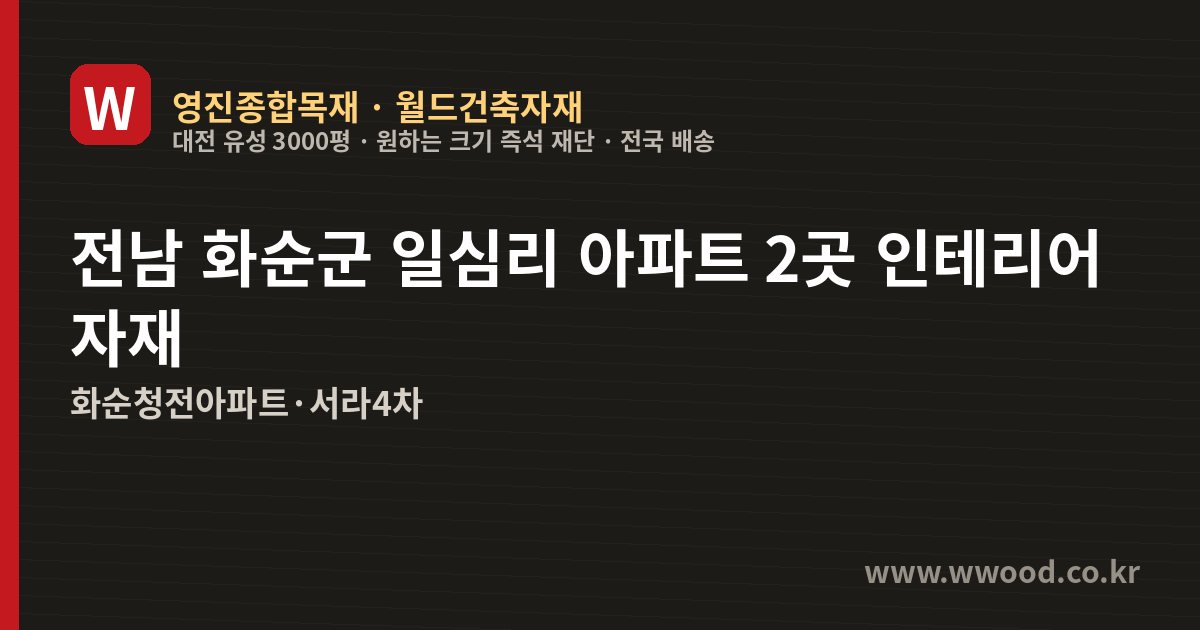 W
영진종합목재 · 월드건축자재
대전 유성 3000평 · 원하는 크기 즉석 재단 · 전국 배송
전남 화순군 일심리 아파트 2곳 인테리어
자재
화순청전아파트·서라4차
www.wwood.co.kr